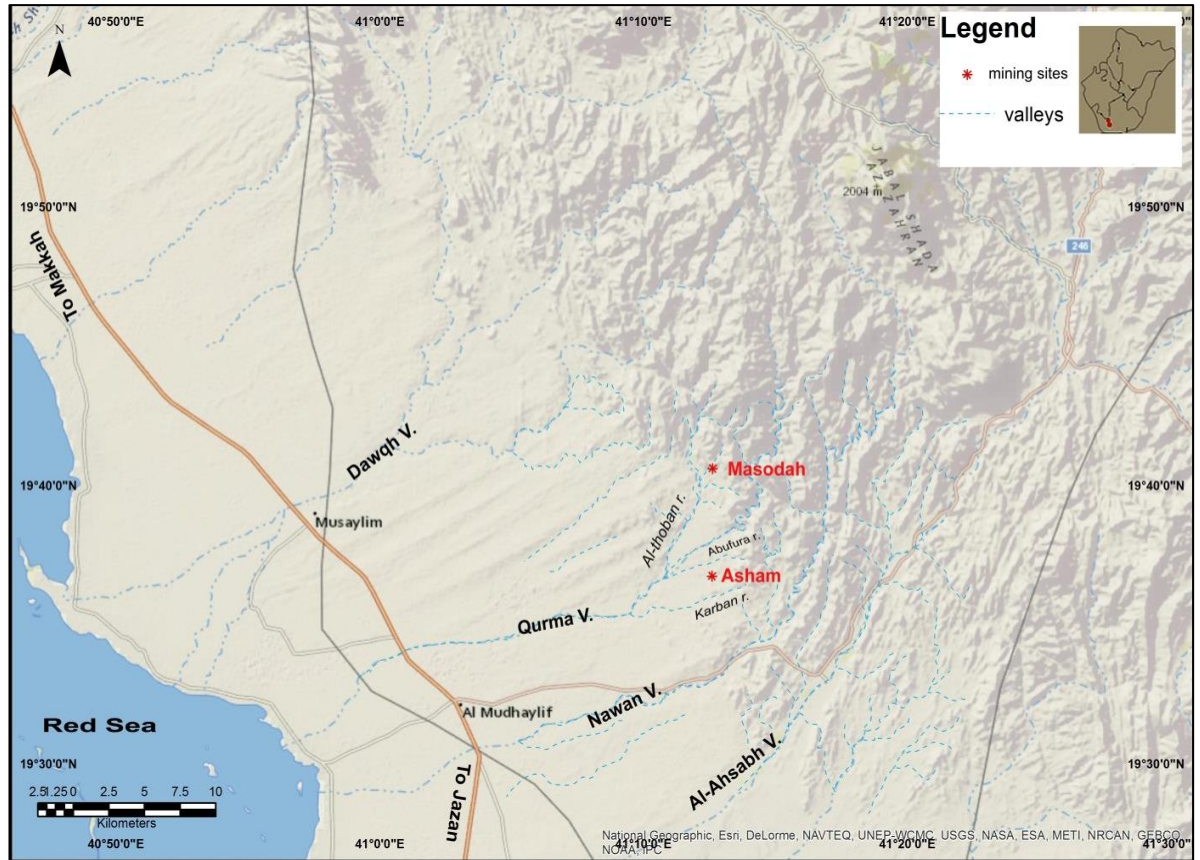 40°50'0"E
41°00'0"E
41°10'0"E
41°20'0"E
N
Legend
mining sites
valleys
JABAL SHADA
AZ ZAHRAN
2004 m
19°50'0"N
19°50'0"N
246
To Makkah
Dawqh V.
Masodah
19°40'0"N
19°40'0"N
Musaylim
Al-thoban r.
Abufura r.
Asham
Karban r.
Qurma V.
Nawan V.
Al Mudhaylif
Red Sea
Al-Ahsabh V.
19°30'0"N
19°30'0"N
To Jazan
2.5 1.25 0 2.5 5 7.5 10
Kilometers
National Geographic, Esri, DeLorme, NAVTEQ, UNEP-WCMC, USGS, NASA, ESA, METI, NRCAN, GEBCO,
NOAA, iPC
40°50'0"E
41°00'0"E
41°10'0"E
41°20'0"E
41°30'0"